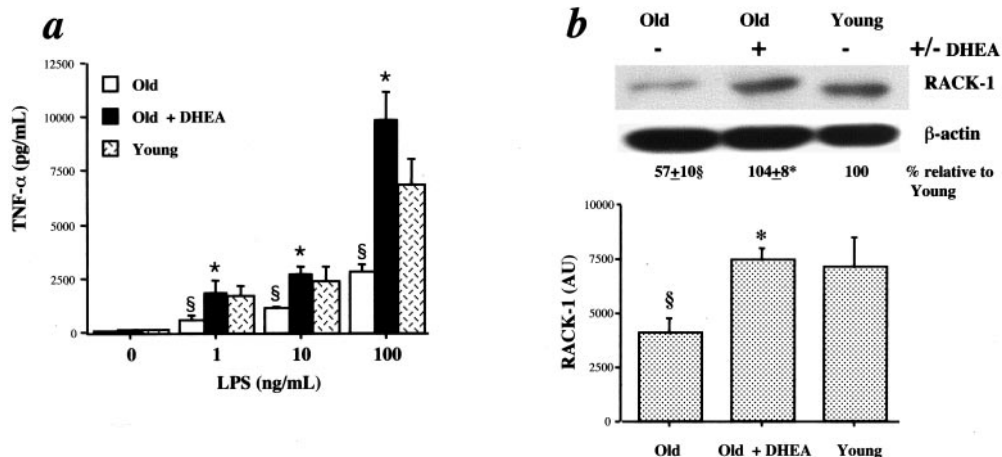 a
12500
10000
7500
5000
2500
0
TNF-α (pg/mL)
Old
Old + DHEA
Young
§
*
§
*
§
*
0 1 10 100
LPS (ng/mL)
b
Old Old Young
- + - +/- DHEA
RACK-1
β-actin
57±10§ 104±8* 100 % relative to
Young
10000
7500
5000
2500
0
RACK-1 (AU)
§
*
Old Old + DHEA Young